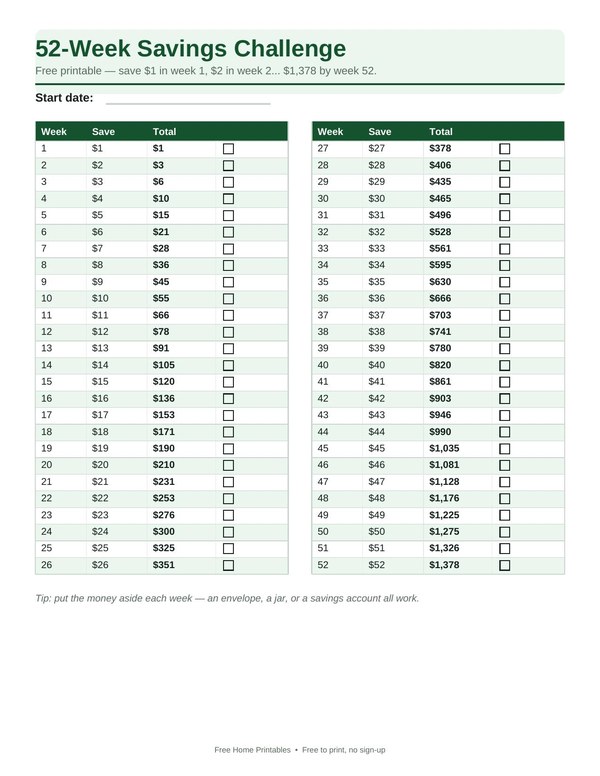 52-Week Savings Challenge
Free printable — save $1 in week 1, $2 in week 2... $1,378 by week 52.
Start date:
Week Save Total
1 $1 $1
2 $2 $3
3 $3 $6
4 $4 $10
5 $5 $15
6 $6 $21
7 $7 $28
8 $8 $36
9 $9 $45
10 $10 $55
11 $11 $66
12 $12 $78
13 $13 $91
14 $14 $105
15 $15 $120
16 $16 $136
17 $17 $153
18 $18 $171
19 $19 $190
20 $20 $210
21 $21 $231
22 $22 $253
23 $23 $276
24 $24 $300
25 $25 $325
26 $26 $351
Week Save Total
27 $27 $378
28 $28 $406
29 $29 $435
30 $30 $465
31 $31 $496
32 $32 $528
33 $33 $561
34 $34 $595
35 $35 $630
36 $36 $666
37 $37 $703
38 $38 $741
39 $39 $780
40 $40 $820
41 $41 $861
42 $42 $903
43 $43 $946
44 $44 $990
45 $45 $1,035
46 $46 $1,081
47 $47 $1,128
48 $48 $1,176
49 $49 $1,225
50 $50 $1,275
51 $51 $1,326
52 $52 $1,378
Tip: put the money aside each week — an envelope, a jar, or a savings account all work.
Free Home Printables • Free to print, no sign-up